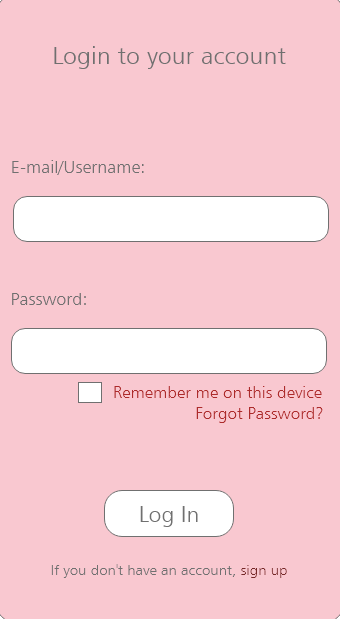 Login to your account
E-mail/Username:
Password:
Remember me on this device
Forgot Password?
Log In
If you don't have an account, sign up